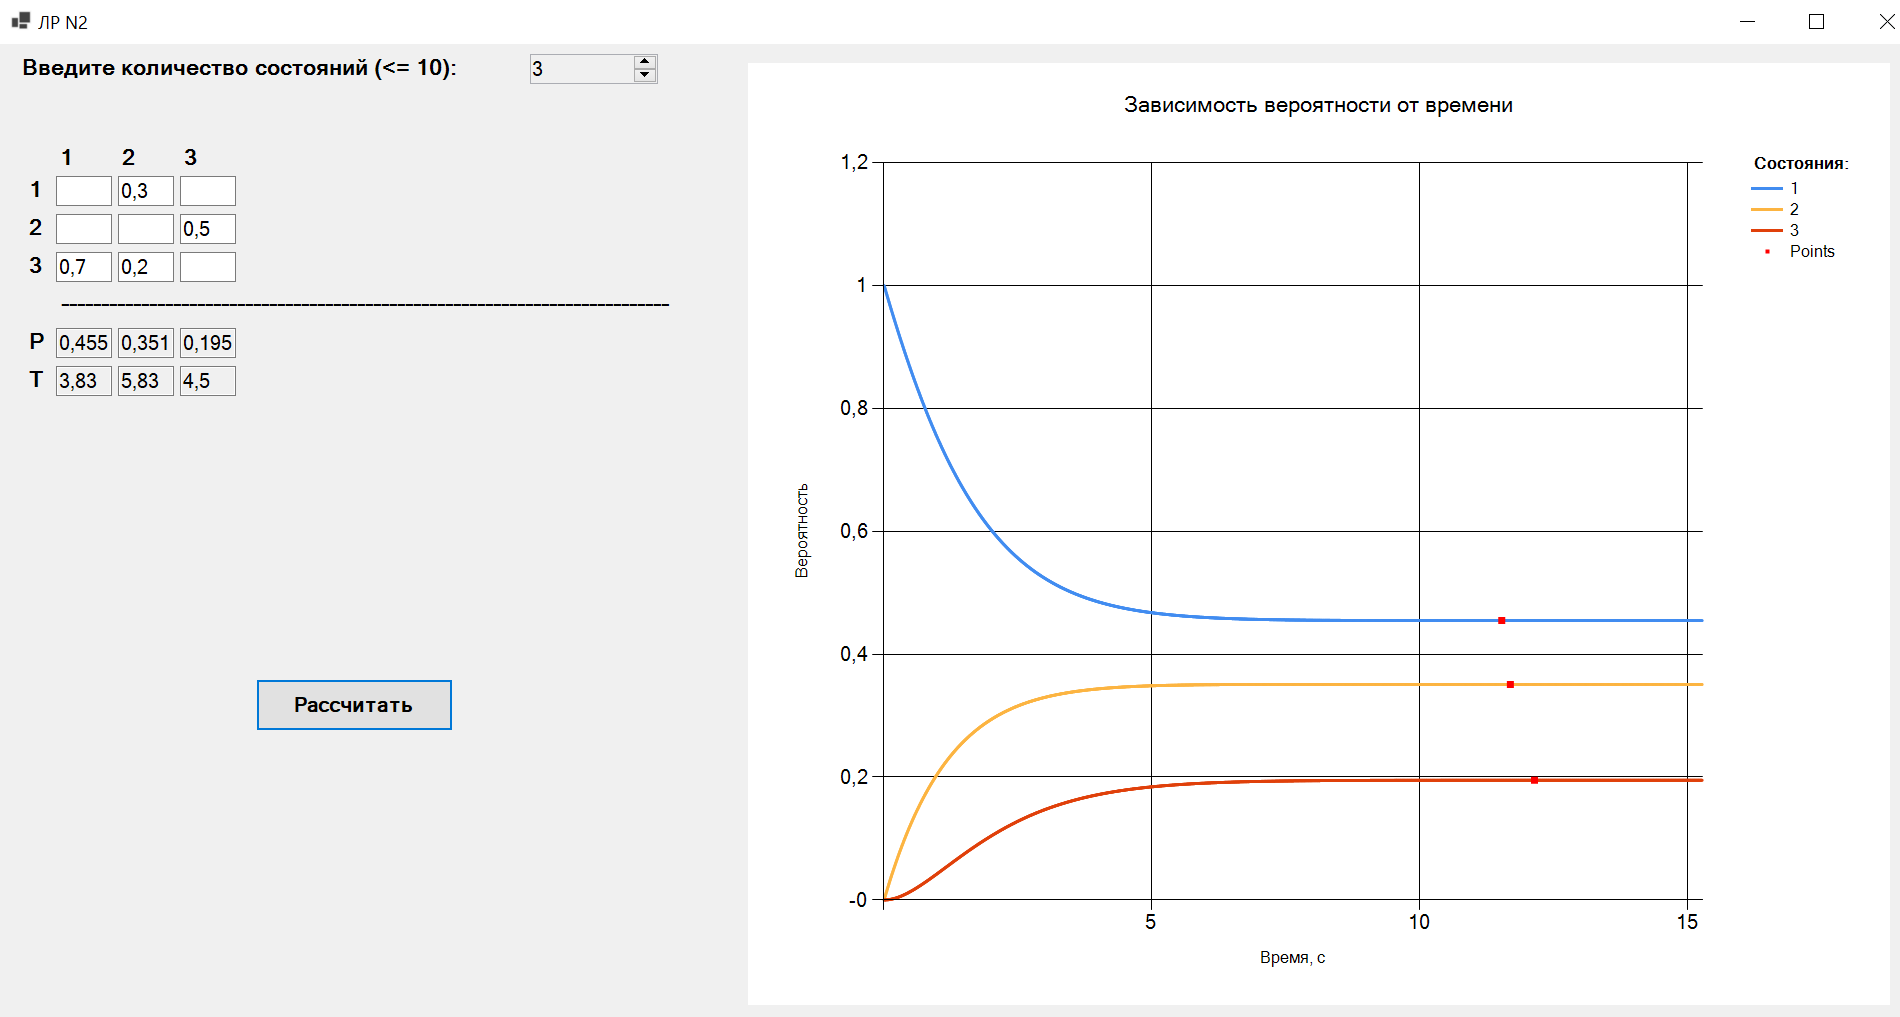 ЛР N2
Введите количество состояний (<= 10): 3
1 2 3
1 0,3
2 0,5
3 0,7 0,2
P 0,455 0,351 0,195
T 3,83 5,83 4,5
Рассчитать
Зависимость вероятности от времени
1,2
1
0,8
0,6
0,4
0,2
-0
Вероятность
5 10 15
Время, с
Состояния:
1
2
3
Points